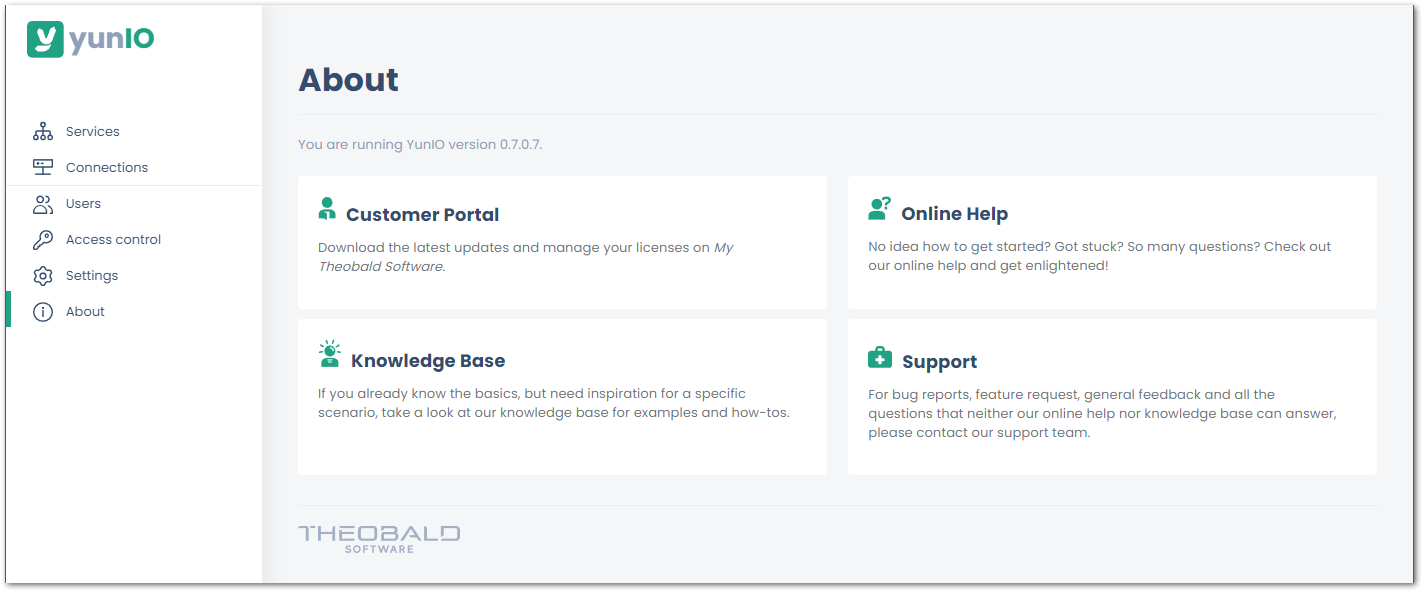 yunIO
Services
Connections
Users
Access control
Settings
About
About
You are running YunIO version 0.7.0.7.
Customer Portal
Download the latest updates and manage your licenses on My
Theobald Software.
Online Help
No idea how to get started? Got stuck? So many questions? Check out
our online help and get enlightened!
Knowledge Base
If you already know the basics, but need inspiration for a specific
scenario, take a look at our knowledge base for examples and how-tos.
Support
For bug reports, feature request, general feedback and all the
questions that neither our online help nor knowledge base can answer,
please contact our support team.
THEOBALD
SOFTWARE